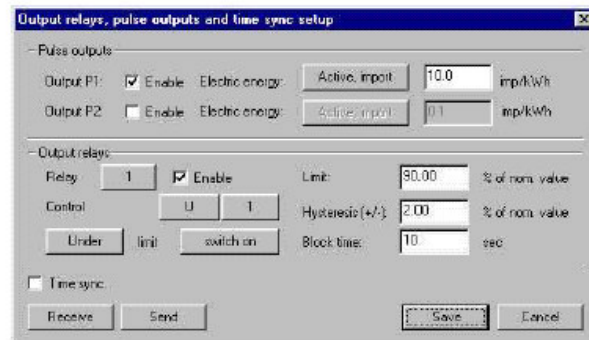 Output relays, pulse outputs and time sync setup
Pulse outputs
Output P1: Enable Electric energy: Active, import 10.0 imp/kWh
Output P2: Enable Electric energy: Active, import 0.1 imp/kWh
Output relays
Relay 1 Enable Limit: 90.00 % of nom. value
Control U 1 Hysteresis (+/-): 2.00 % of nom. value
Under limit switch on Block time: 10 sec
Time sync.
Receive Send Save Cancel